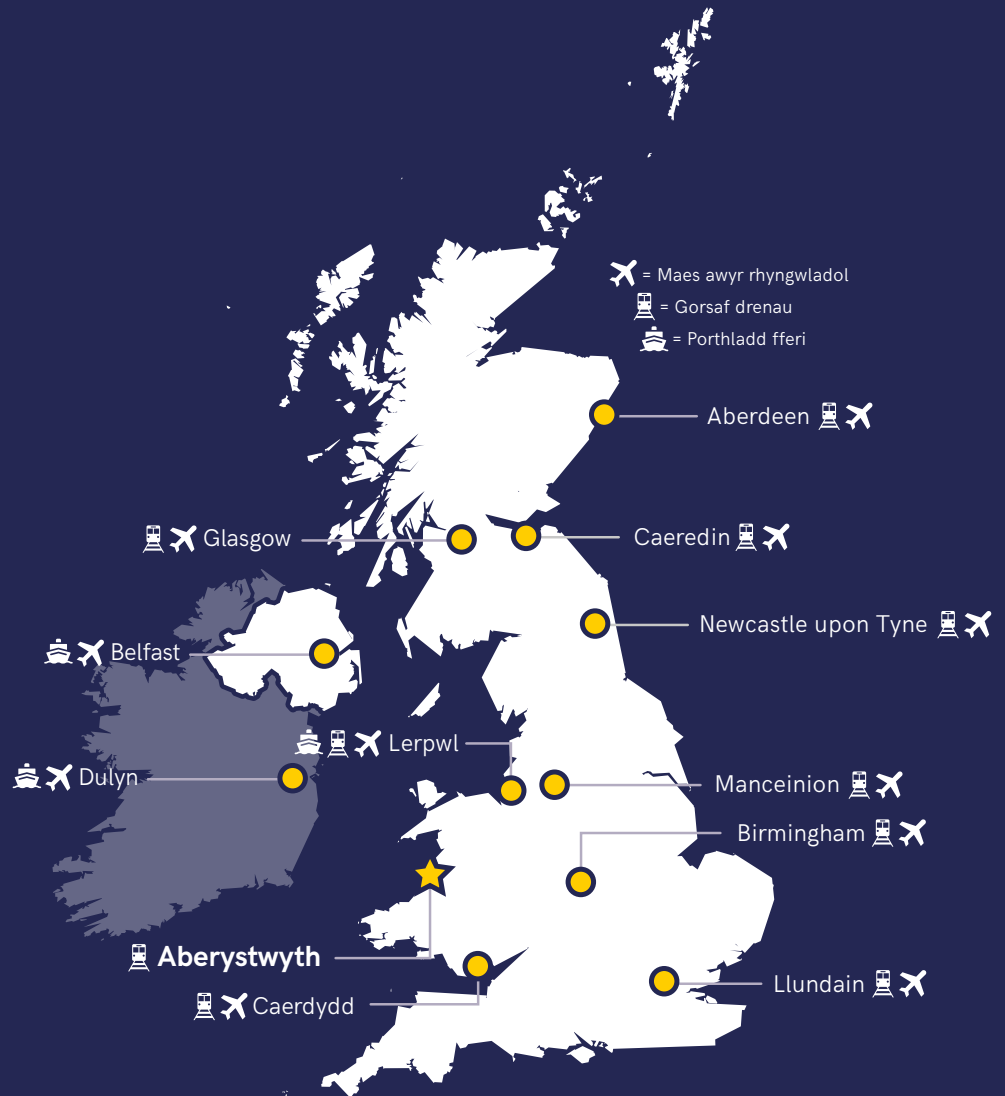 = Maes awyr rhyngwladol
= Gorsaf drenau
= Porthladd fferi
Aberdeen
Glasgow
Caeredin
Newcastle upon Tyne
Belfast
Lerpwl
Dulyn
Manceinion
Birmingham
Aberystwyth
Llundain
Caerdydd